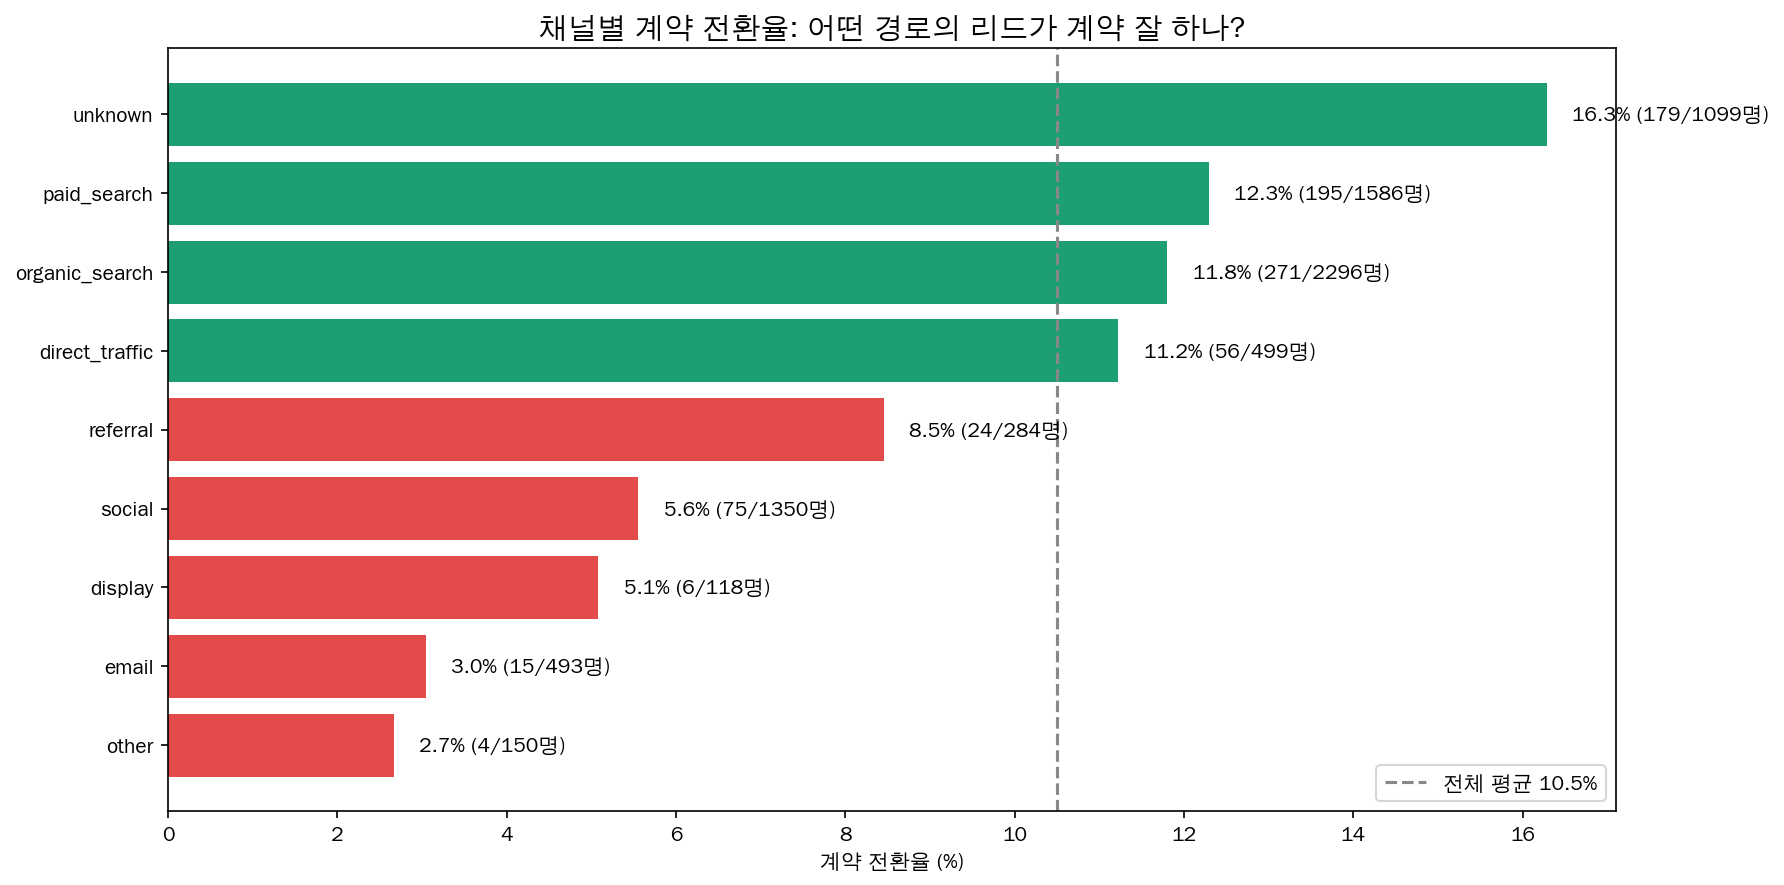 채널별 계약 전환율: 어떤 경로의 리드가 계약 잘 하나?
unknown 16.3% (179/1099명)
paid_search 12.3% (195/1586명)
organic_search 11.8% (271/2296명)
direct_traffic 11.2% (56/499명)
referral 8.5% (24/284명)
social 5.6% (75/1350명)
display 5.1% (6/118명)
email 3.0% (15/493명)
other 2.7% (4/150명)
전체 평균 10.5%
0 2 4 6 8 10 12 14 16
계약 전환율 (%)